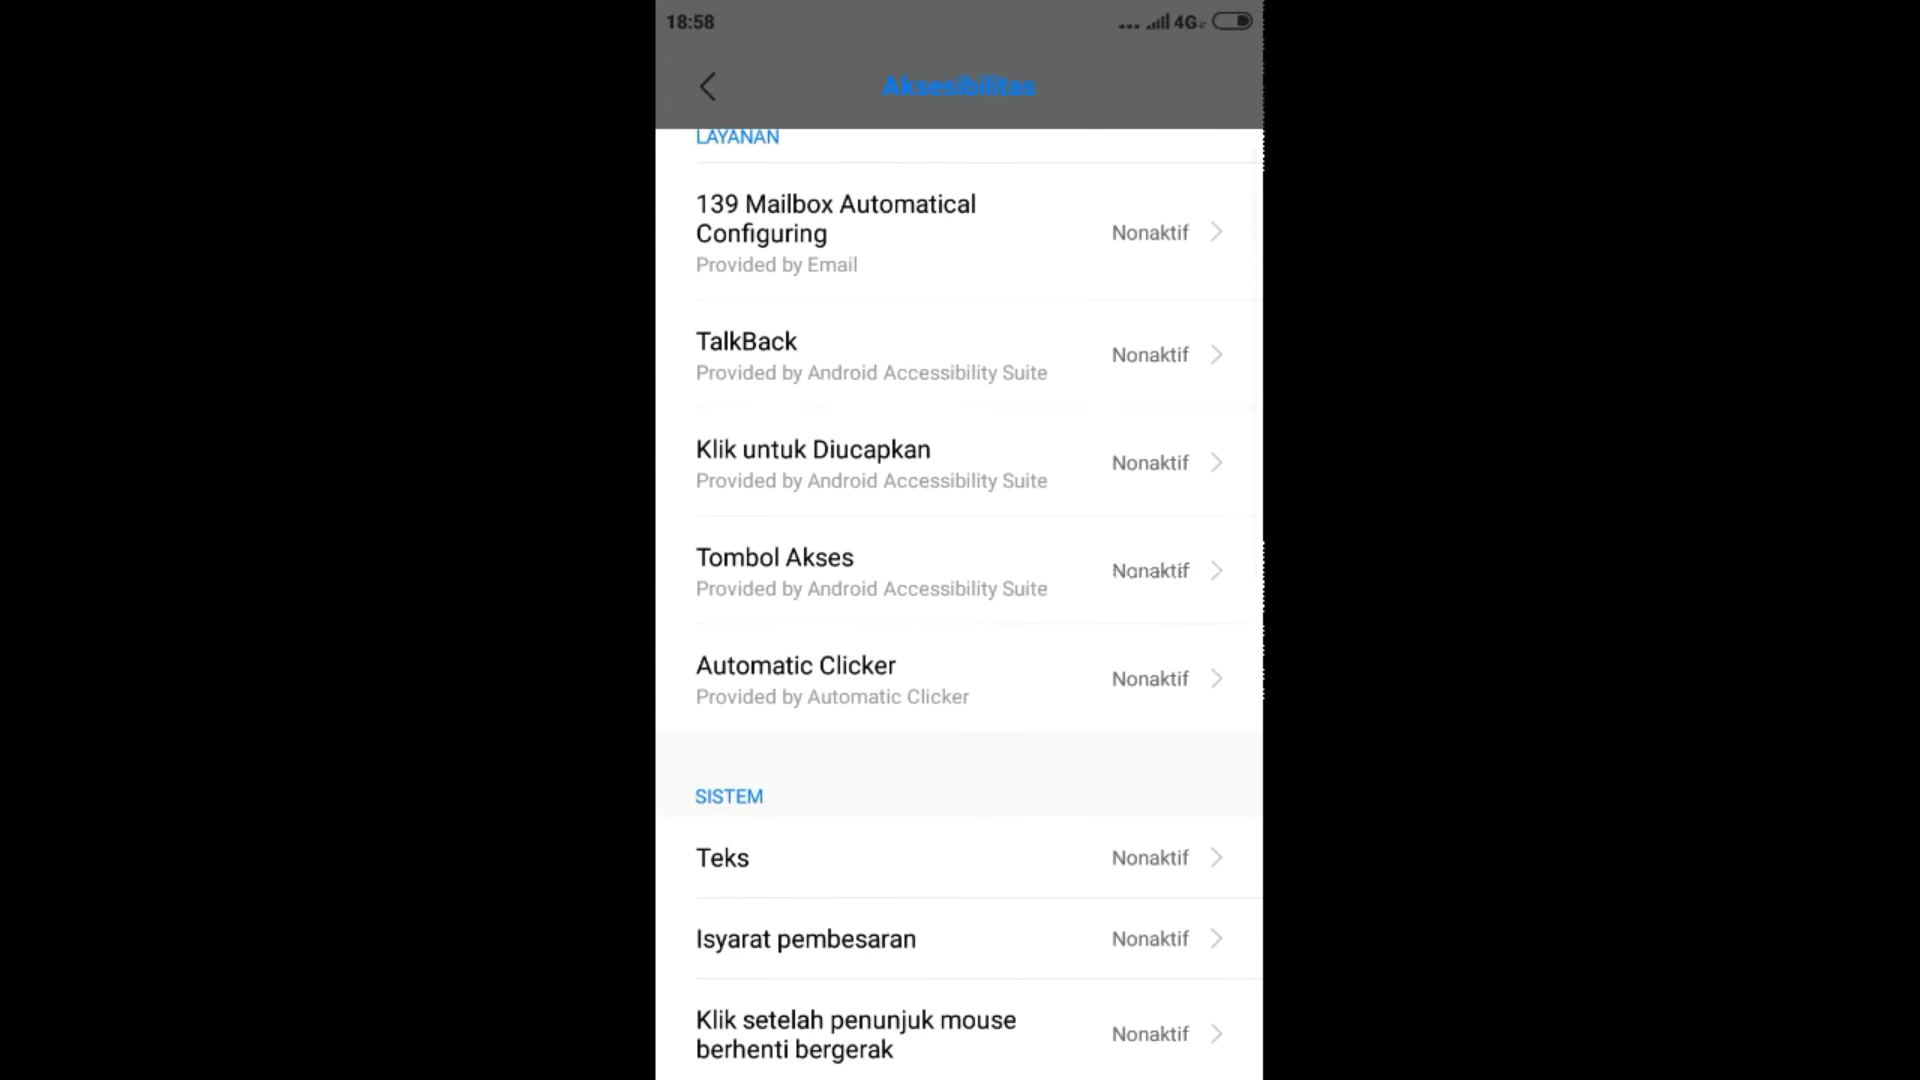 18:58
4G
Aksesibilitas
LAYANAN
139 Mailbox Automatical
Configuring
Nonaktif
Provided by Email
TalkBack
Nonaktif
Provided by Android Accessibility Suite
Klik untuk Diucapkan
Nonaktif
Provided by Android Accessibility Suite
Tombol Akses
Nonaktif
Provided by Android Accessibility Suite
Automatic Clicker
Nonaktif
Provided by Automatic Clicker
SISTEM
Teks
Nonaktif
Isyarat pembesaran
Nonaktif
Klik setelah penunjuk mouse
berhenti bergerak
Nonaktif